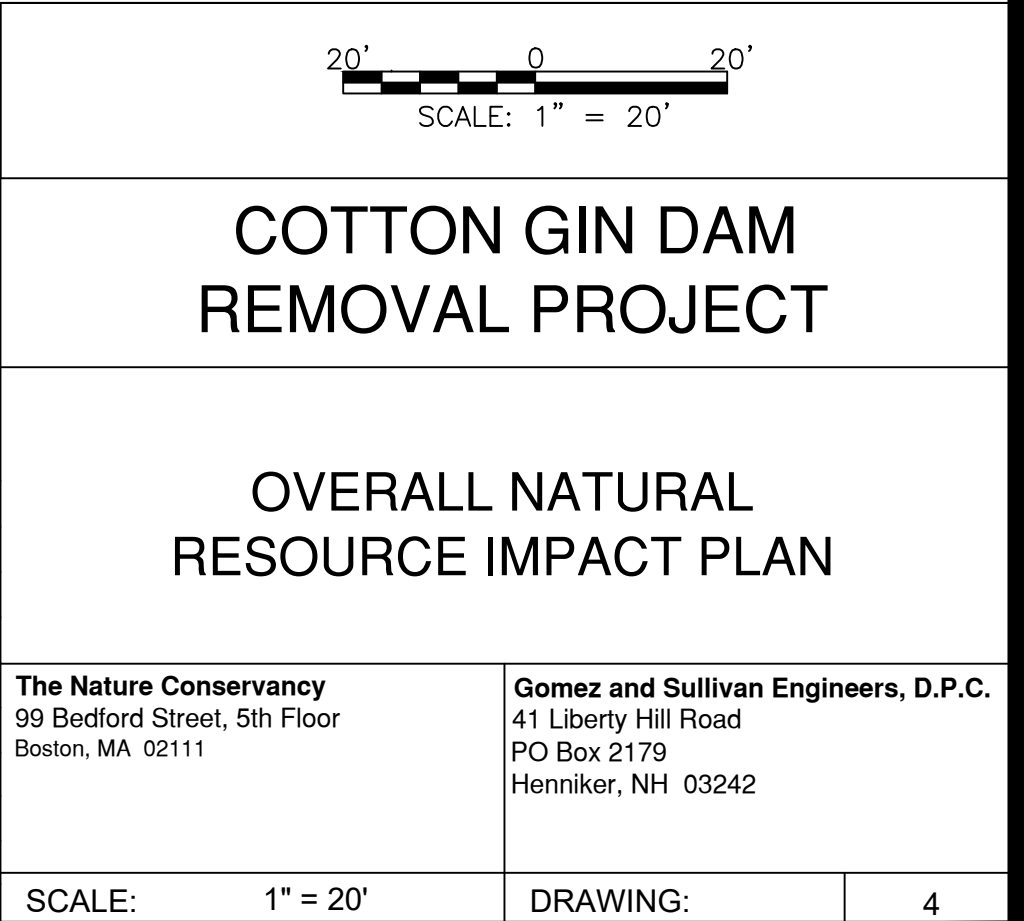 20' 0 20'
SCALE: 1" = 20'
COTTON GIN DAM
REMOVAL PROJECT
OVERALL NATURAL
RESOURCE IMPACT PLAN
The Nature Conservancy
99 Bedford Street, 5th Floor
Boston, MA 02111
Gomez and Sullivan Engineers, D.P.C.
41 Liberty Hill Road
PO Box 2179
Henniker, NH 03242
SCALE: 1" = 20'
DRAWING: 4